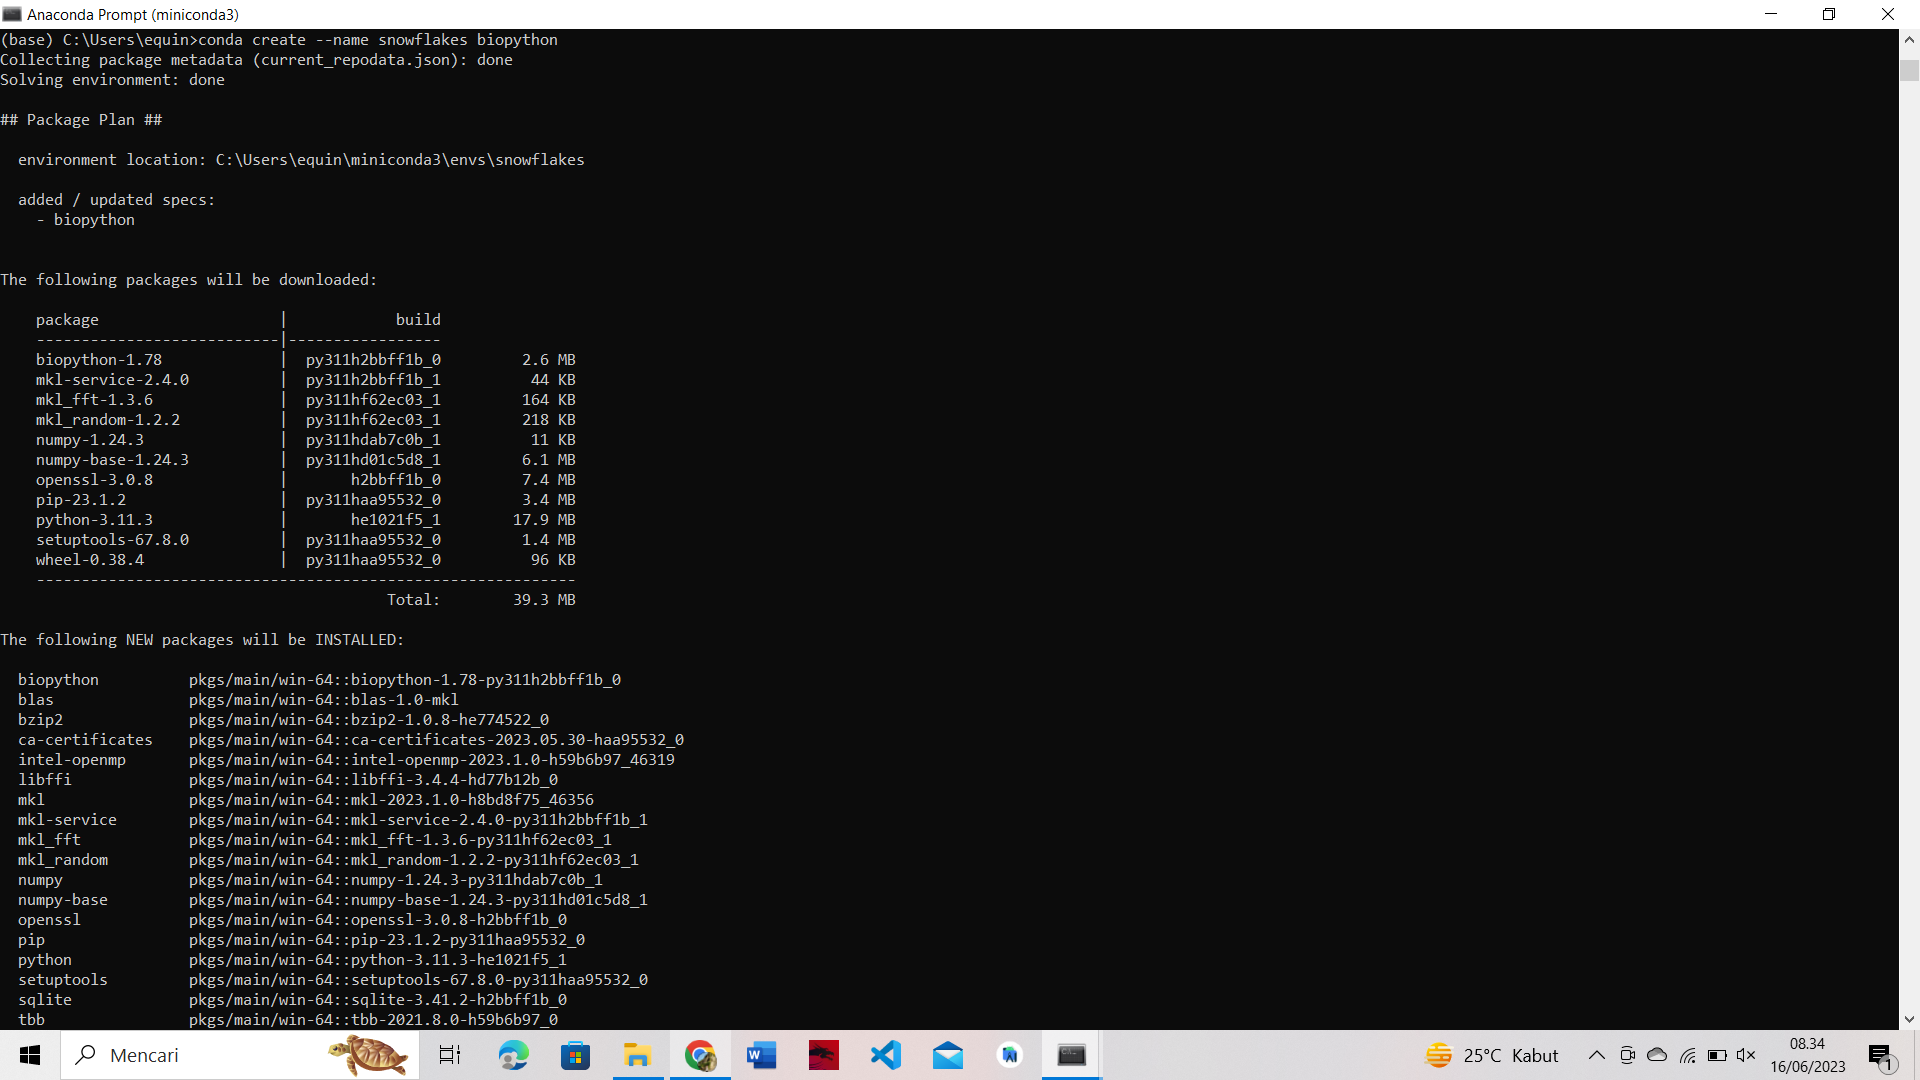 Anaconda Prompt (miniconda3)
(base) C:\Users\equin>conda create --name snowflakes biopython
Collecting package metadata (current_repodata.json): done
Solving environment: done
## Package Plan ##
environment location: C:\Users\equin\miniconda3\envs\snowflakes
added / updated specs:
- biopython
The following packages will be downloaded:
package | build
---------------------------|-----------------
biopython-1.78 | py311h2bbff1b_0 2.6 MB
mkl-service-2.4.0 | py311h2bbff1b_1 44 KB
mkl_fft-1.3.6 | py311hf62ec03_1 164 KB
mkl_random-1.2.2 | py311hf62ec03_1 218 KB
numpy-1.24.3 | py311hdab7c0b_1 11 KB
numpy-base-1.24.3 | py311hd01c5d8_1 6.1 MB
openssl-3.0.8 | h2bbff1b_0 7.4 MB
pip-23.1.2 | py311haa95532_0 3.4 MB
python-3.11.3 | he1021f5_1 17.9 MB
setuptools-67.8.0 | py311haa95532_0 1.4 MB
wheel-0.38.4 | py311haa95532_0 96 KB
------------------------------------------------------------
Total: 39.3 MB
The following NEW packages will be INSTALLED:
biopython pkgs/main/win-64::biopython-1.78-py311h2bbff1b_0
blas pkgs/main/win-64::blas-1.0-mkl
bzip2 pkgs/main/win-64::bzip2-1.0.8-he774522_0
ca-certificates pkgs/main/win-64::ca-certificates-2023.05.30-haa95532_0
intel-openmp pkgs/main/win-64::intel-openmp-2023.1.0-h59b6b97_46319
libffi pkgs/main/win-64::libffi-3.4.4-hd77b12b_0
mkl pkgs/main/win-64::mkl-2023.1.0-h8bd8f75_46356
mkl-service pkgs/main/win-64::mkl-service-2.4.0-py311h2bbff1b_1
mkl_fft pkgs/main/win-64::mkl_fft-1.3.6-py311hf62ec03_1
mkl_random pkgs/main/win-64::mkl_random-1.2.2-py311hf62ec03_1
numpy pkgs/main/win-64::numpy-1.24.3-py311hdab7c0b_1
numpy-base pkgs/main/win-64::numpy-base-1.24.3-py311hd01c5d8_1
openssl pkgs/main/win-64::openssl-3.0.8-h2bbff1b_0
pip pkgs/main/win-64::pip-23.1.2-py311haa95532_0
python pkgs/main/win-64::python-3.11.3-he1021f5_1
setuptools pkgs/main/win-64::setuptools-67.8.0-py311haa95532_0
sqlite pkgs/main/win-64::sqlite-3.41.2-h2bbff1b_0
tbb pkgs/main/win-64::tbb-2021.8.0-h59b6b97_0
Mencari
25°C Kabut
08.34
16/06/2023
1